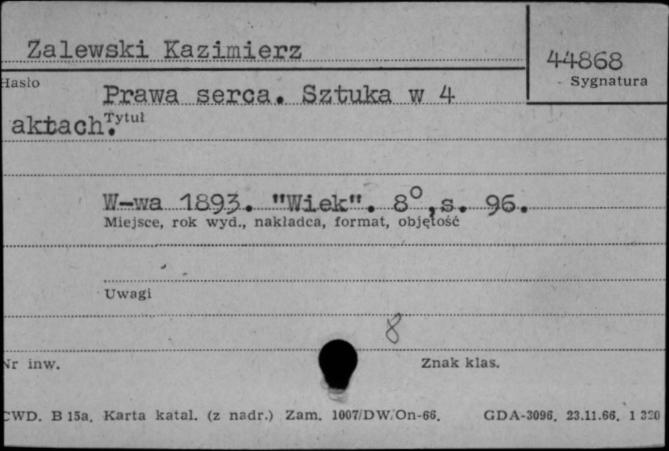 Zalewski Kazimierz
44868
Hasło
Sygnatura
Prawa serca. Sztuka w 4
aktach.
Tytuł
W-wa 1893. "Wiek". 8°, s. 96.
Miejsce, rok wyd., nakładca, format, objętość
Uwagi
8
Nr inw.
Znak klas.
CWD. B 15a. Karta katal. (z nadr.) Zam. 1007/DW/On-66. GDA-3096. 23.11.66. 1 320